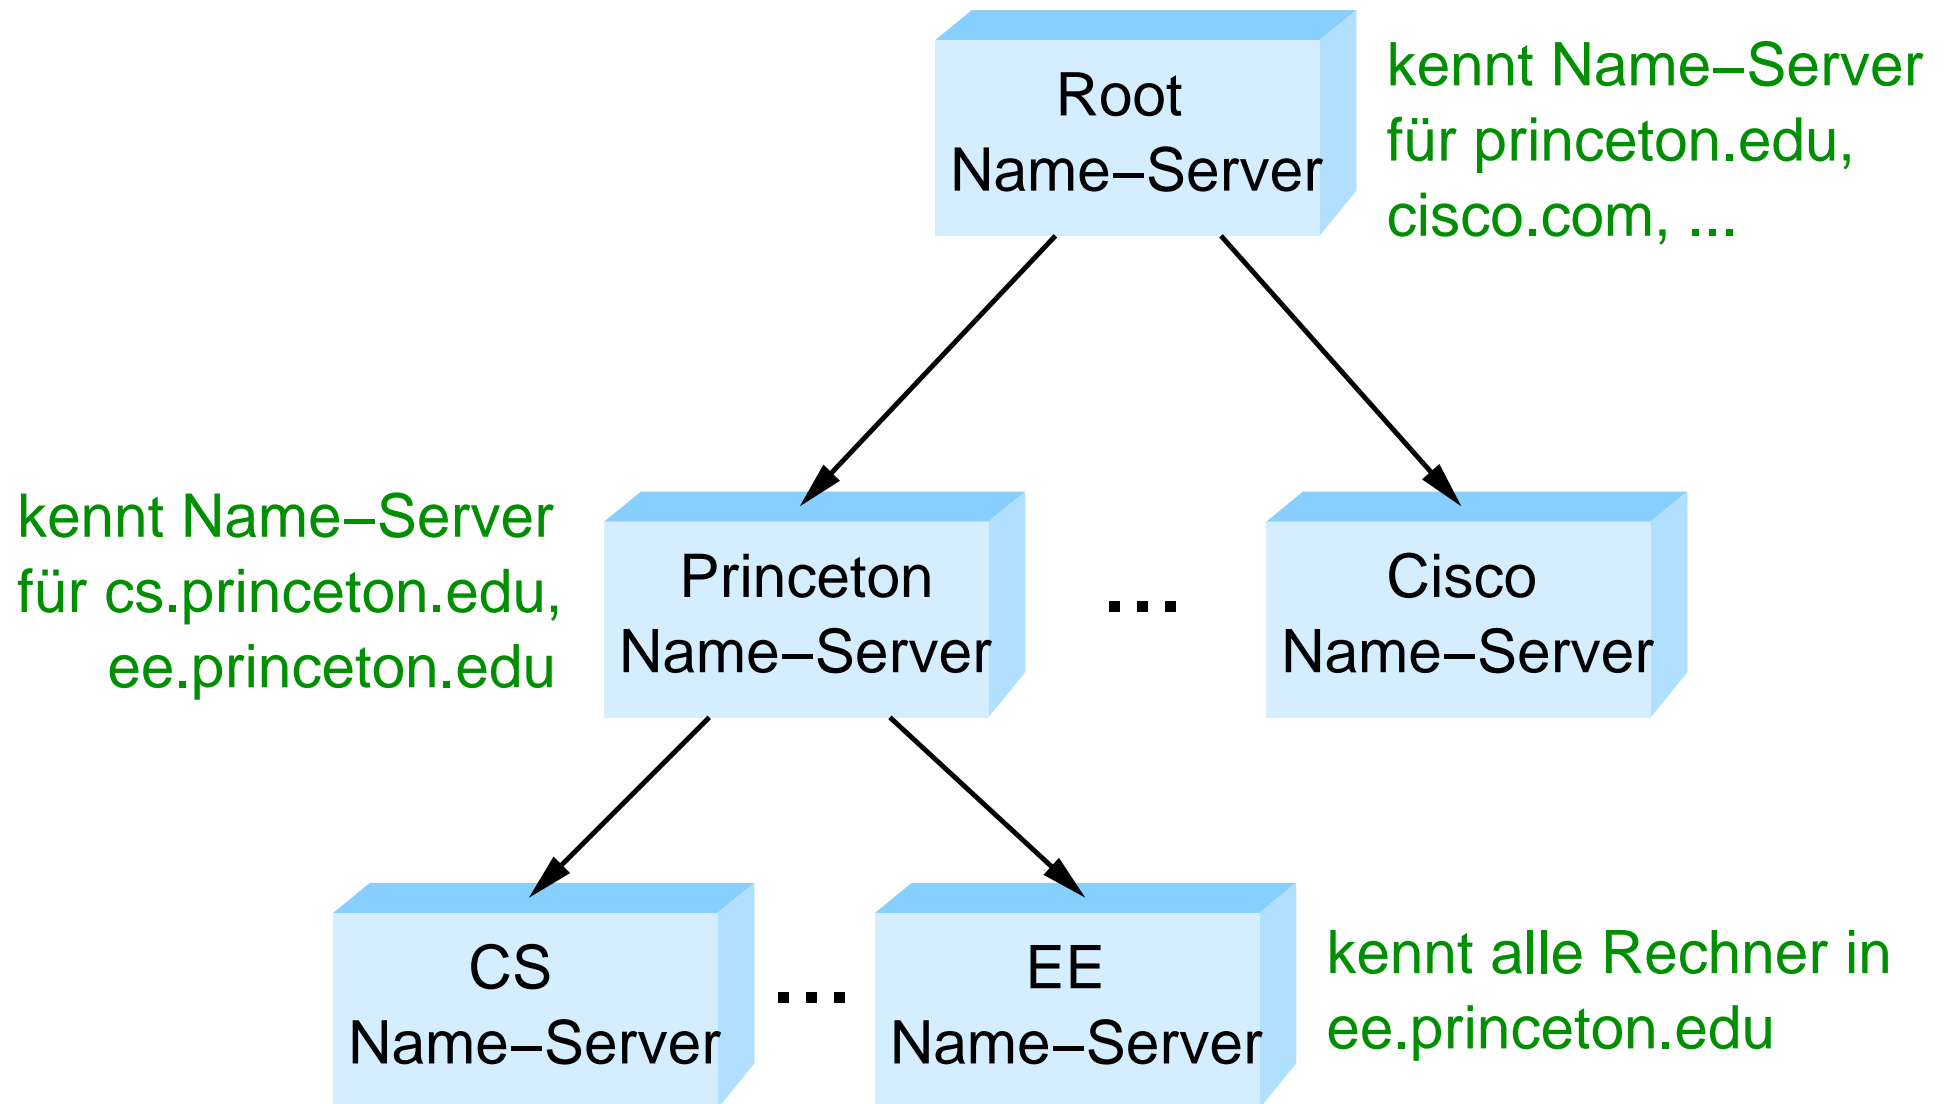 Root
Name–Server
kennt Name–Server
für princeton.edu,
cisco.com, ...
kennt Name–Server
für cs.princeton.edu,
ee.princeton.edu
Princeton
Name–Server
...
Cisco
Name–Server
CS
Name–Server
...
EE
Name–Server
kennt alle Rechner in
ee.princeton.edu